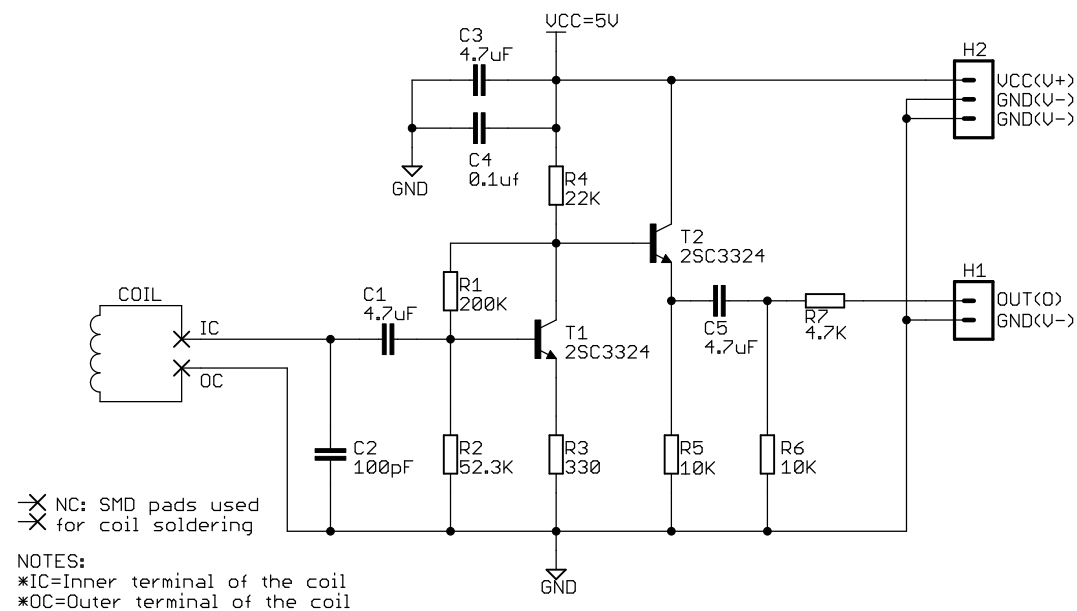 VCC=5V
C3
4.7uF
C4
0.1uf
GND
R4
22K
H2
VCC(V+)
GND(V-)
GND(V-)
T2
2SC3324
R1
200K
COIL
IC
OC
C1
4.7uF
T1
2SC3324
C5
4.7uF
R7
4.7K
H1
OUT(O)
GND(V-)
C2
100pF
R2
52.3K
R3
330
R5
10K
R6
10K
NC: SMD pads used
for coil soldering
GND
NOTES:
*IC=Inner terminal of the coil
*OC=Outer terminal of the coil